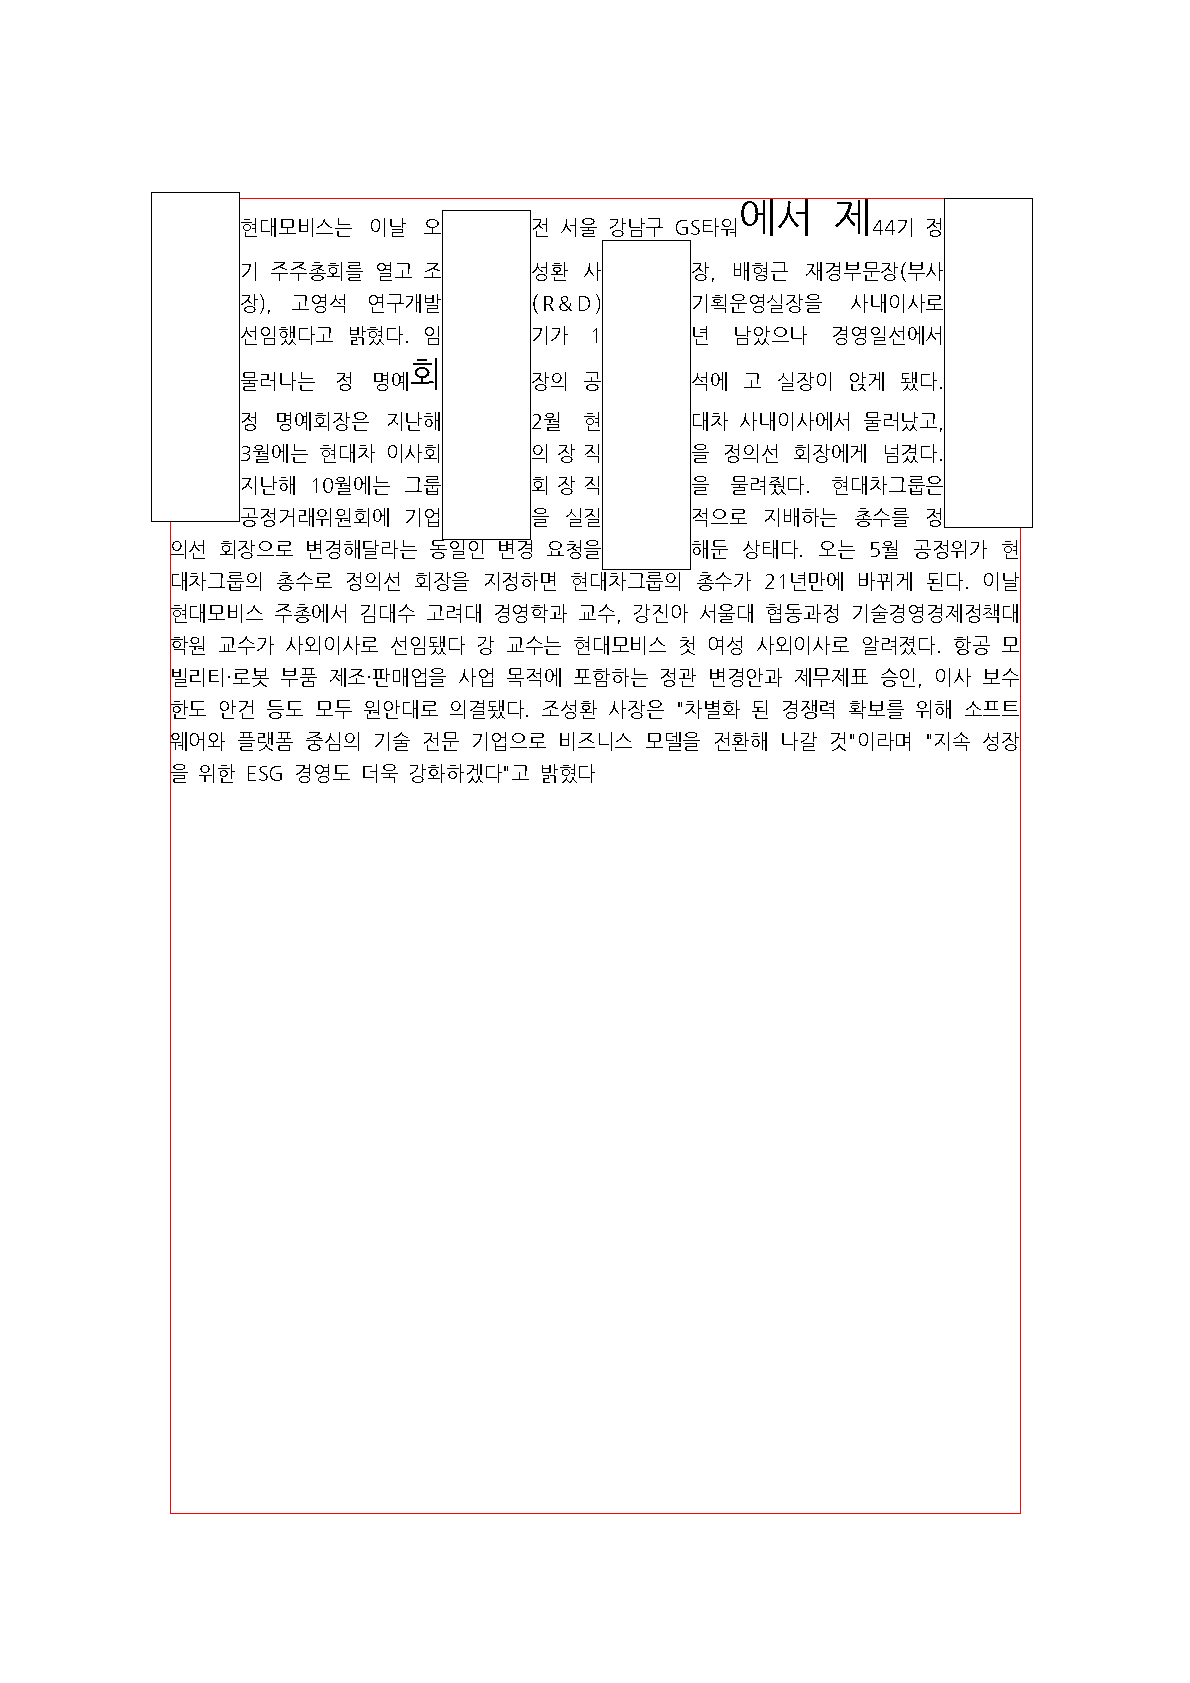 현대모비스는 이날 오전 서울 강남구 GS타워에서 제44기 정
기 주주총회를 열고 조성환 사장, 배형근 재경부문장(부사
장), 고영석 연구개발(R&D)기획운영실장을 사내이사로
선임했다고 밝혔다. 임기가 1년 남았으나 경영일선에서
물러나는 정 명예회장의 공석에 고 실장이 앉게 됐다.
정 명예회장은 지난해 2월 현대차 사내이사에서 물러났고,
3월에는 현대차 이사회의장직을 정의선 회장에게 넘겼다.
지난해 10월에는 그룹회장직을 물려줬다. 현대차그룹은
공정거래위원회에 기업을 실질적으로 지배하는 총수를 정
의선 회장으로 변경해달라는 동일인 변경 요청을해둔 상태다. 오는 5월 공정위가 현
대차그룹의 총수로 정의선 회장을 지정하면 현대차그룹의 총수가 21년만에 바뀌게 된다. 이날
현대모비스 주총에서 김대수 고려대 경영학과 교수, 강진아 서울대 협동과정 기술경영경제정책대
학원 교수가 사외이사로 선임됐다 강 교수는 현대모비스 첫 여성 사외이사로 알려졌다. 항공 모
빌리티·로봇 부품 제조·판매업을 사업 목적에 포함하는 정관 변경안과 재무제표 승인, 이사 보수
한도 안건 등도 모두 원안대로 의결됐다. 조성환 사장은 "차별화 된 경쟁력 확보를 위해 소프트
웨어와 플랫폼 중심의 기술 전문 기업으로 비즈니스 모델을 전환해 나갈 것"이라며 "지속 성장
을 위한 ESG 경영도 더욱 강화하겠다"고 밝혔다